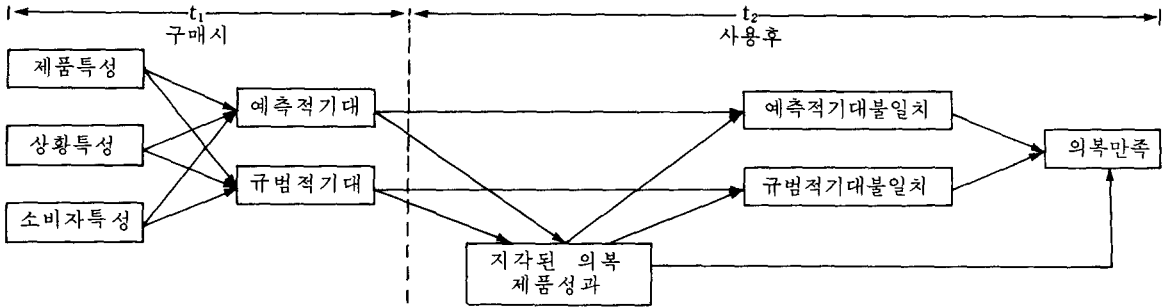 t₁
구매시
t₂
사용후
제품특성
상황특성
소비자특성
예측적기대
규범적기대
지각된 의복
제품성과
예측적기대불일치
규범적기대불일치
의복만족